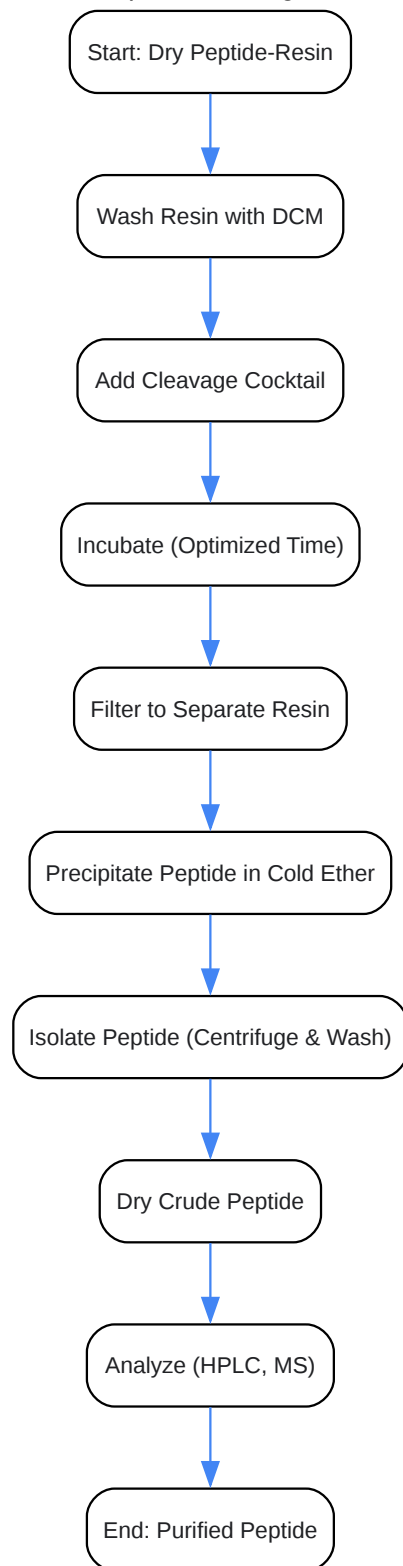 Start: Dry Peptide-Resin
Wash Resin with DCM
Add Cleavage Cocktail
Incubate (Optimized Time)
Filter to Separate Resin
Precipitate Peptide in Cold Ether
Isolate Peptide (Centrifuge & Wash)
Dry Crude Peptide
Analyze (HPLC, MS)
End: Purified Peptide